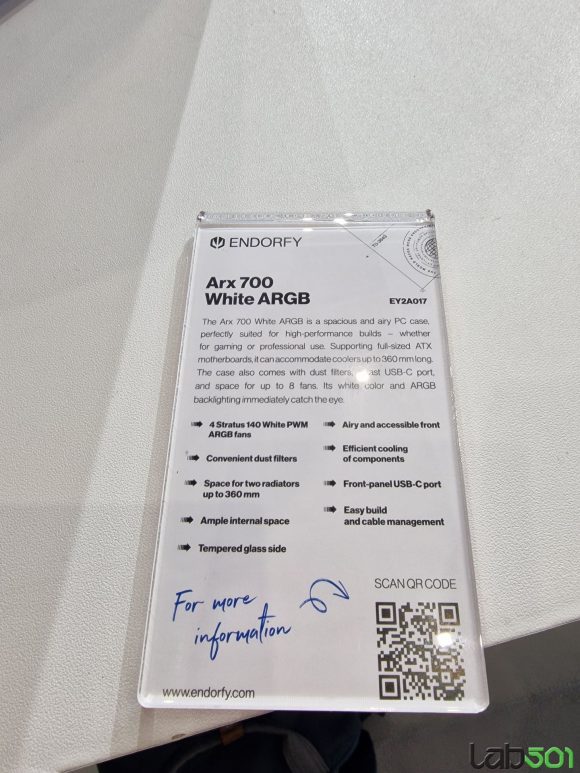 ENDORFY
Arx 700
White ARGB
EY2A017
The Arx 700 White ARGB is a spacious and airy PC case,
perfectly suited for high-performance builds – whether
for gaming or professional use. Supporting full-sized ATX
motherboards, it can accommodate coolers up to 360 mm long.
The case also comes with dust filters, fast USB-C port,
and space for up to 8 fans. Its white color and ARGB
backlighting immediately catch the eye.
4 Stratus 140 White PWM
ARGB fans
Convenient dust filters
Space for two radiators
up to 360 mm
Ample internal space
Tempered glass side
Airy and accessible front
Efficient cooling
of components
Front-panel USB-C port
Easy build
and cable management
For more
information
SCAN QR CODE
www.endorfy.com
lab501